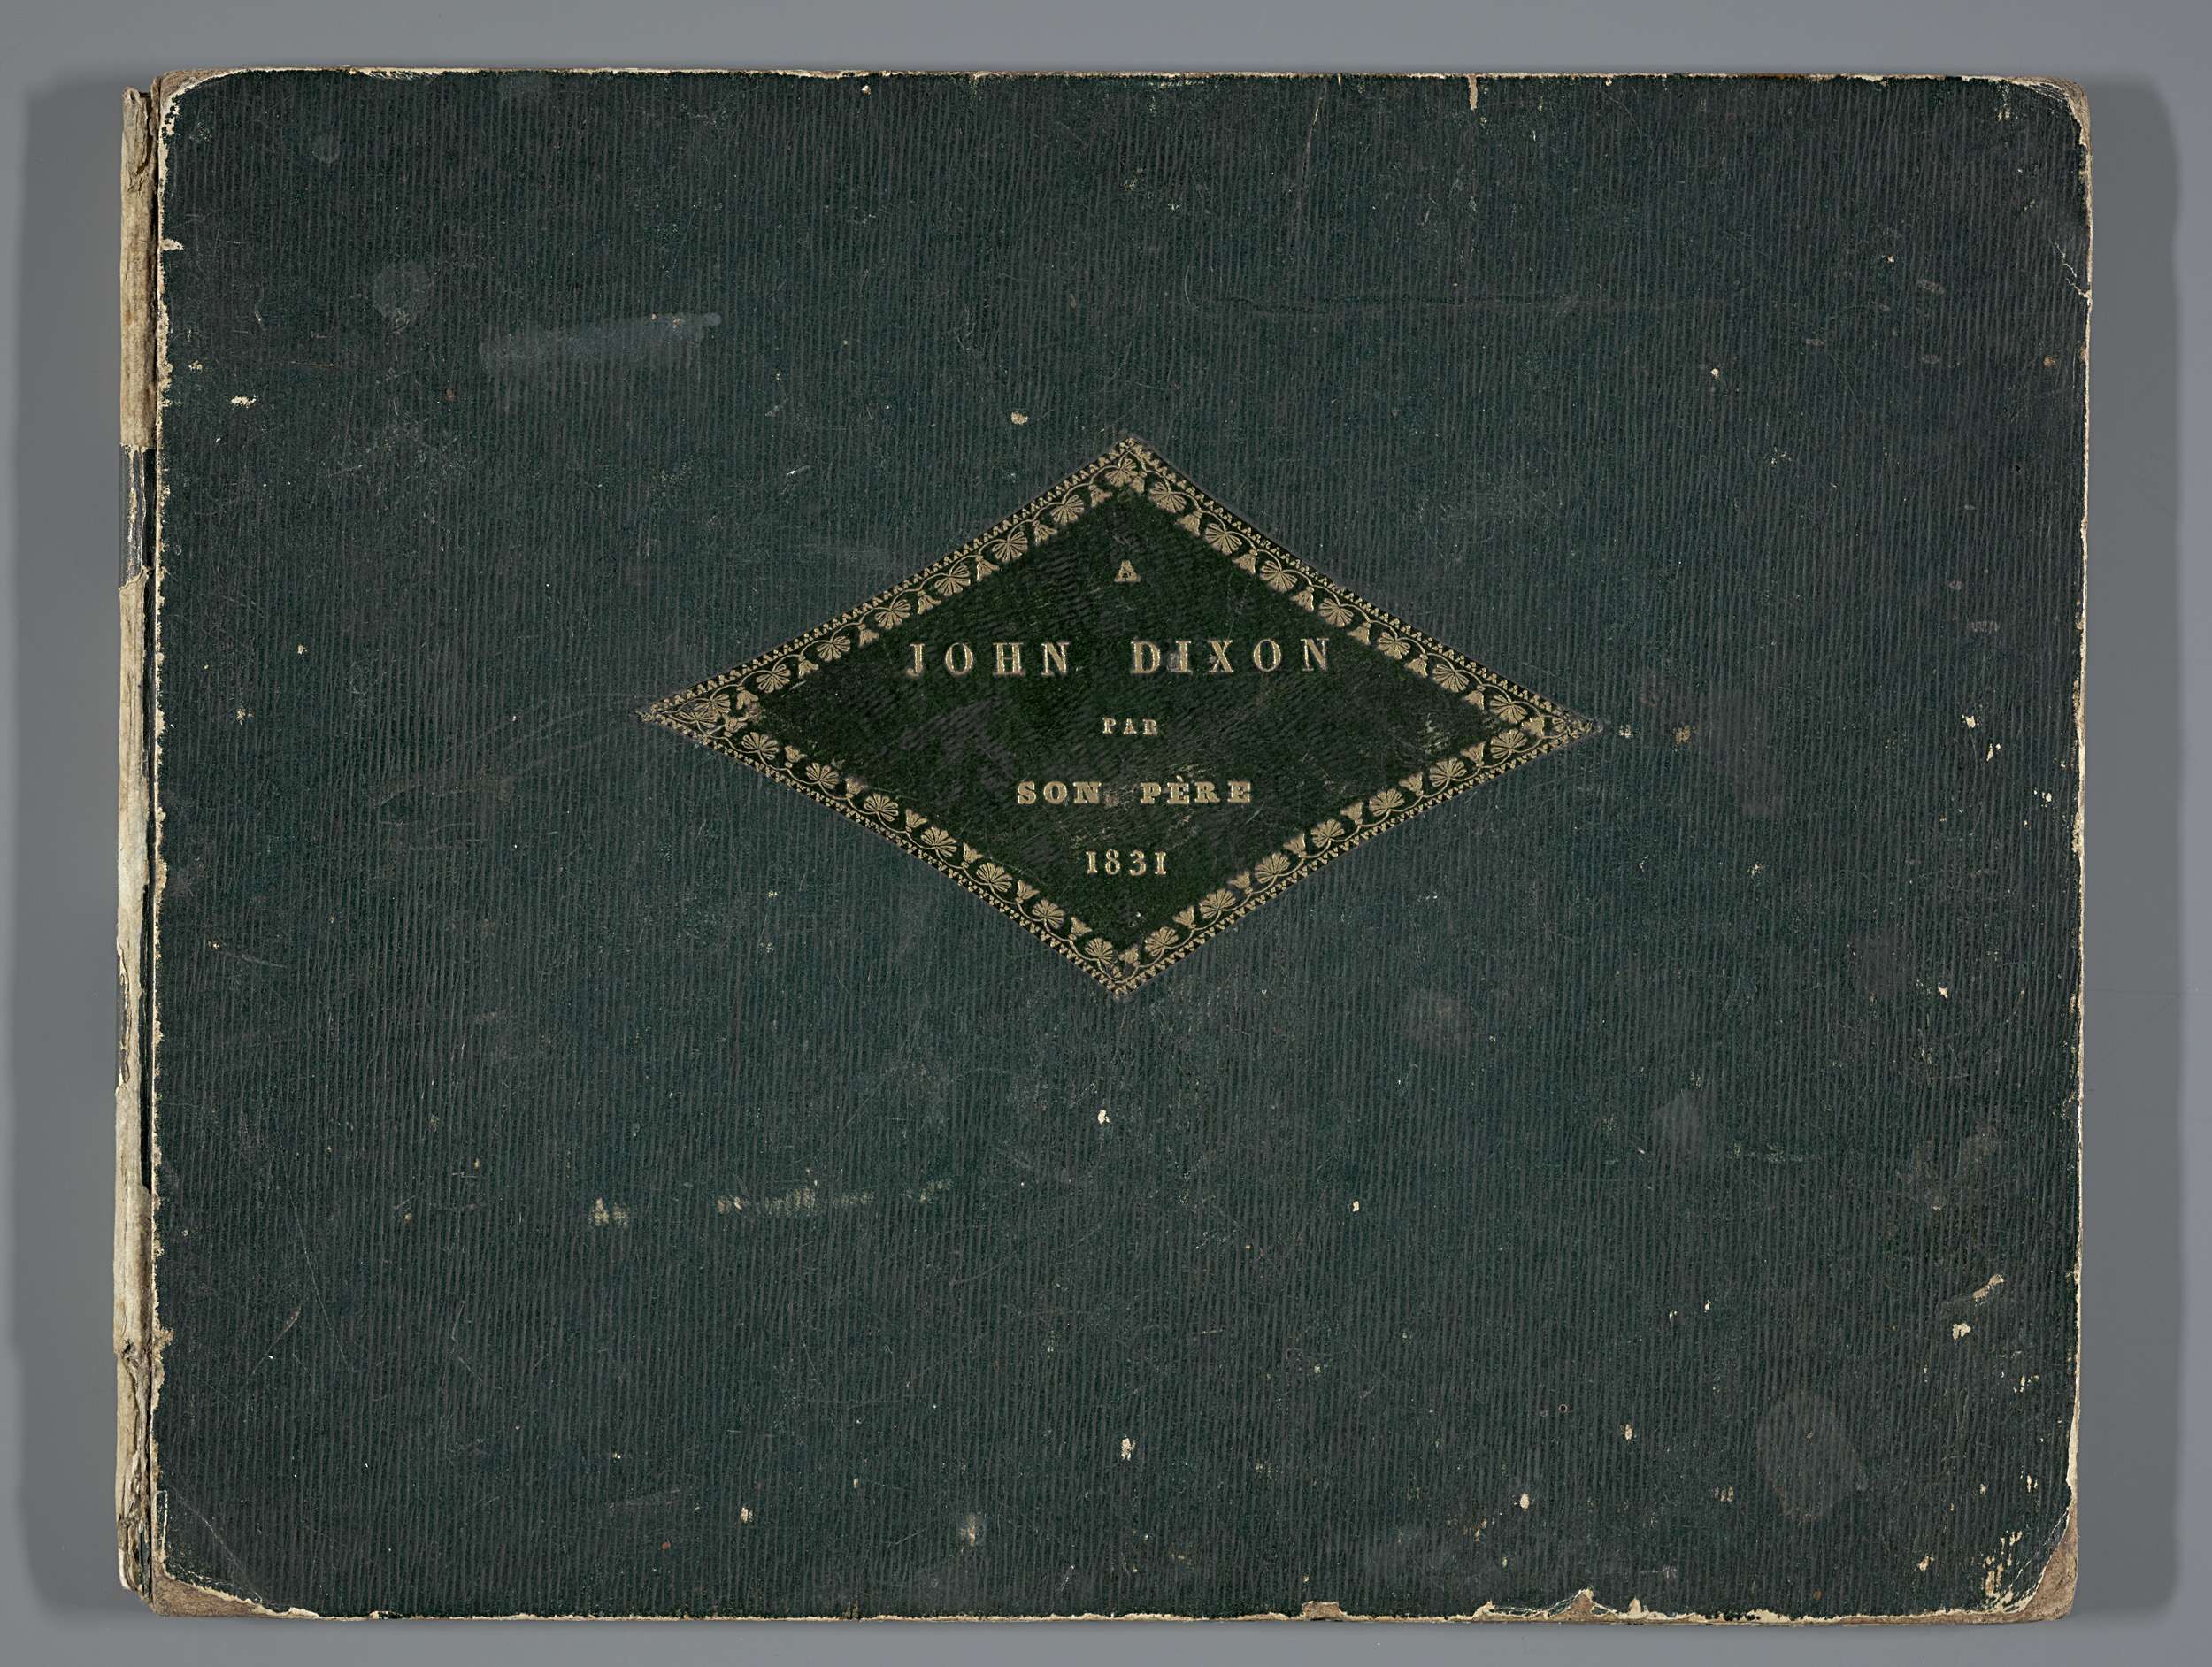 A
JOHN DIXON
PAR
SON PÈRE
1831